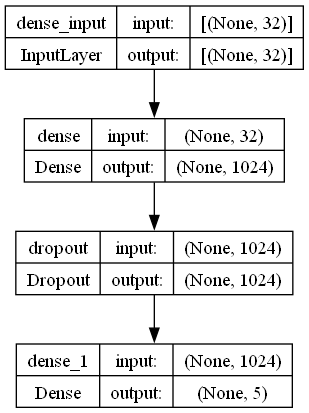 dense_input input: [(None, 32)]
InputLayer output: [(None, 32)]
dense input: (None, 32)
Dense output: (None, 1024)
dropout input: (None, 1024)
Dropout output: (None, 1024)
dense_1 input: (None, 1024)
Dense output: (None, 5)